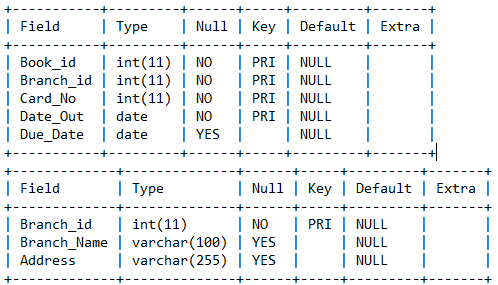 +-----------+---------+------+-----+---------+-------+
| Field     | Type    | Null | Key | Default | Extra |
+-----------+---------+------+-----+---------+-------+
| Book_id   | int(11) | NO   | PRI | NULL    |       |
| Branch_id | int(11) | NO   | PRI | NULL    |       |
| Card_No   | int(11) | NO   | PRI | NULL    |       |
| Date_Out  | date    | NO   | PRI | NULL    |       |
| Due_Date  | date    | YES  |     | NULL    |       |
+-----------+---------+------+-----+---------+-------+
+-------------+--------------+------+-----+---------+-------+
| Field       | Type         | Null | Key | Default | Extra |
+-------------+--------------+------+-----+---------+-------+
| Branch_id   | int(11)      | NO   | PRI | NULL    |       |
| Branch_Name | varchar(100) | YES  |     | NULL    |       |
| Address     | varchar(255) | YES  |     | NULL    |       |
+-------------+--------------+------+-----+---------+-------+